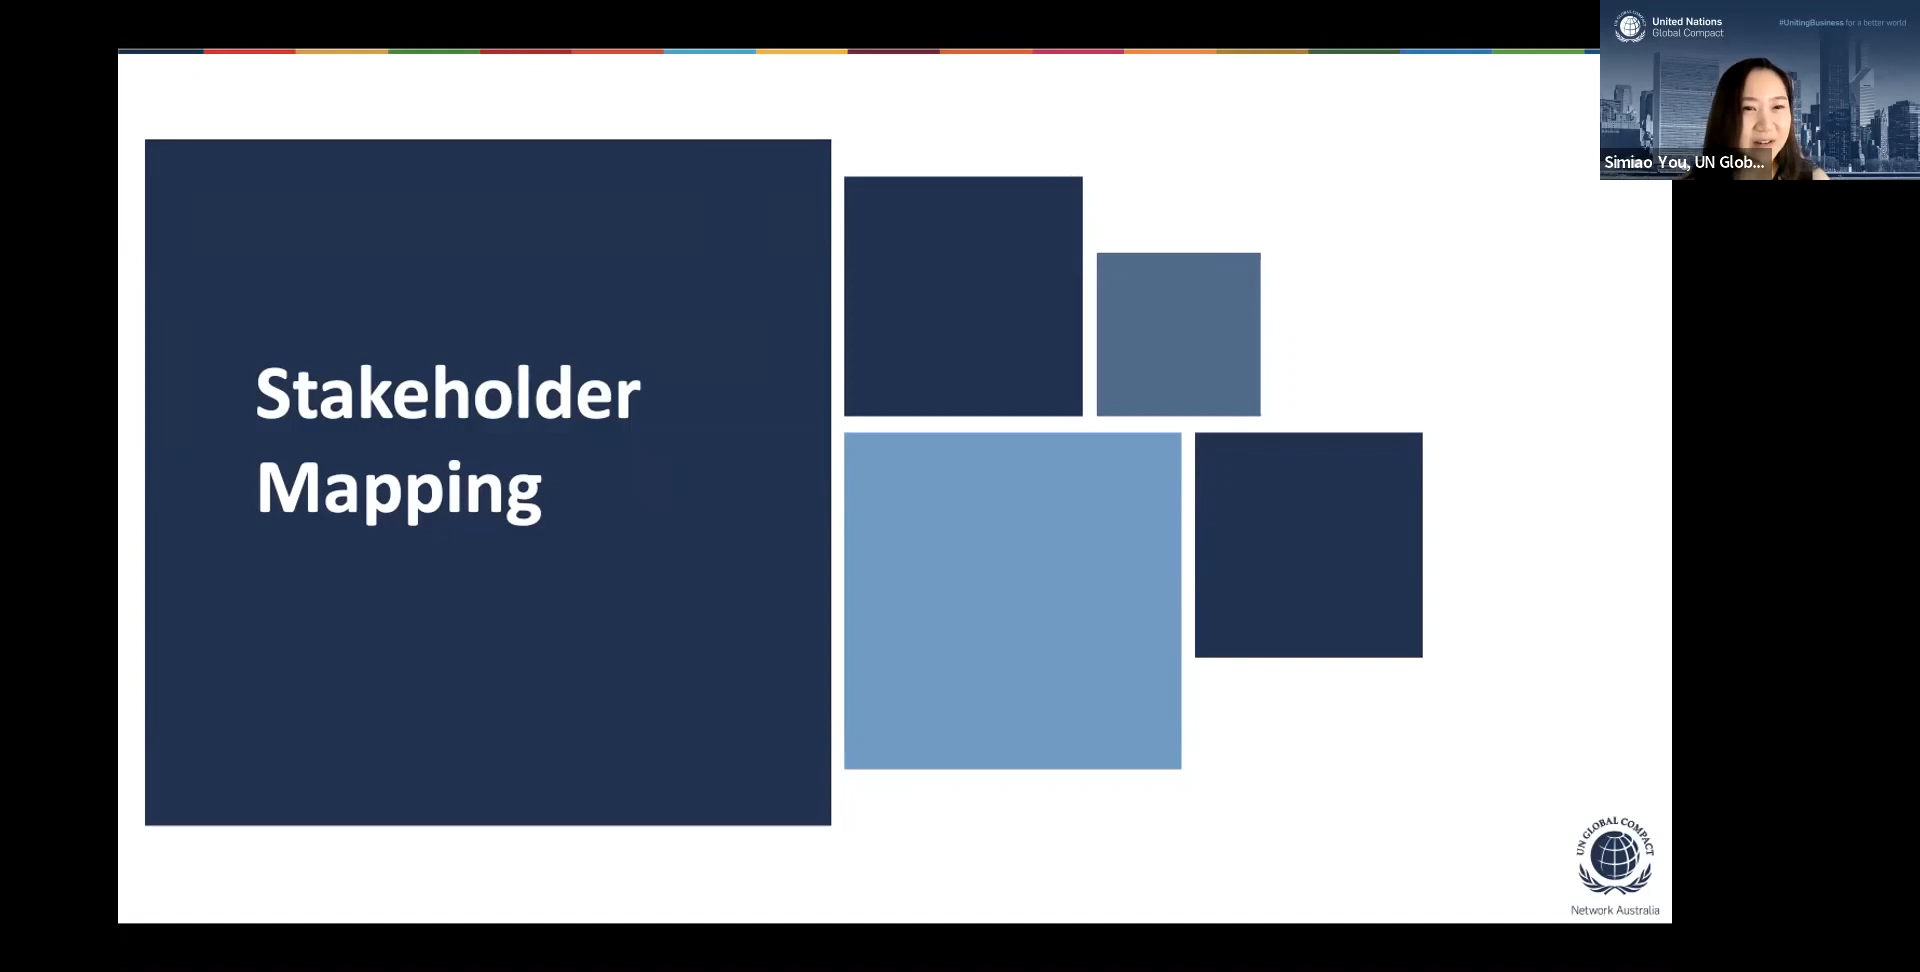 United Nations
Global Compact
#UnitingBusiness for a better world
Simiao You, UN Glob...
Stakeholder
Mapping
UN GLOBAL COMPACT
Network Australia